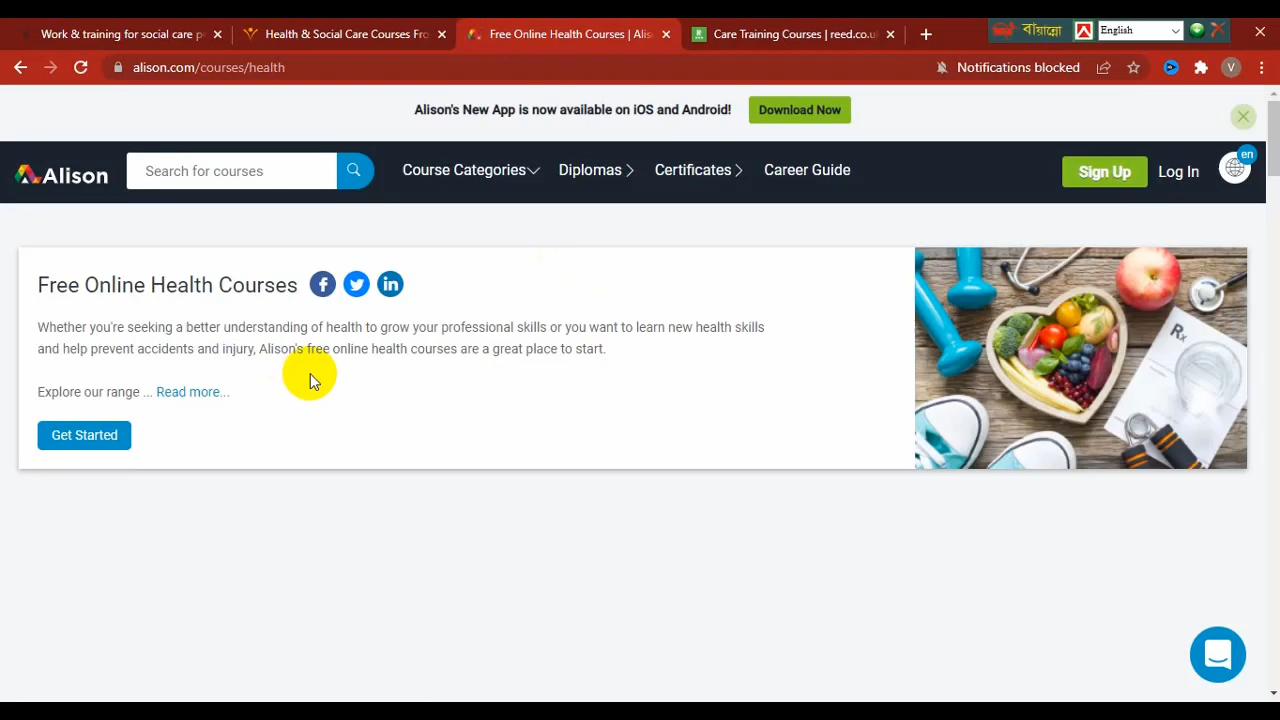 Work & training for social care p
Health & Social Care Courses Fro
Free Online Health Courses | Alis
Care Training Courses | reed.co.uk
বায়ান্নো
English
alison.com/courses/health
Notifications blocked
V
Alison's New App is now available on iOS and Android!
Download Now
Alison
Search for courses
Course Categories
Diplomas
Certificates
Career Guide
Sign Up
Log In
en
Free Online Health Courses
Whether you're seeking a better understanding of health to grow your professional skills or you want to learn new health skills
and help prevent accidents and injury, Alison's free online health courses are a great place to start.
Explore our range ... Read more...
Get Started
Rx